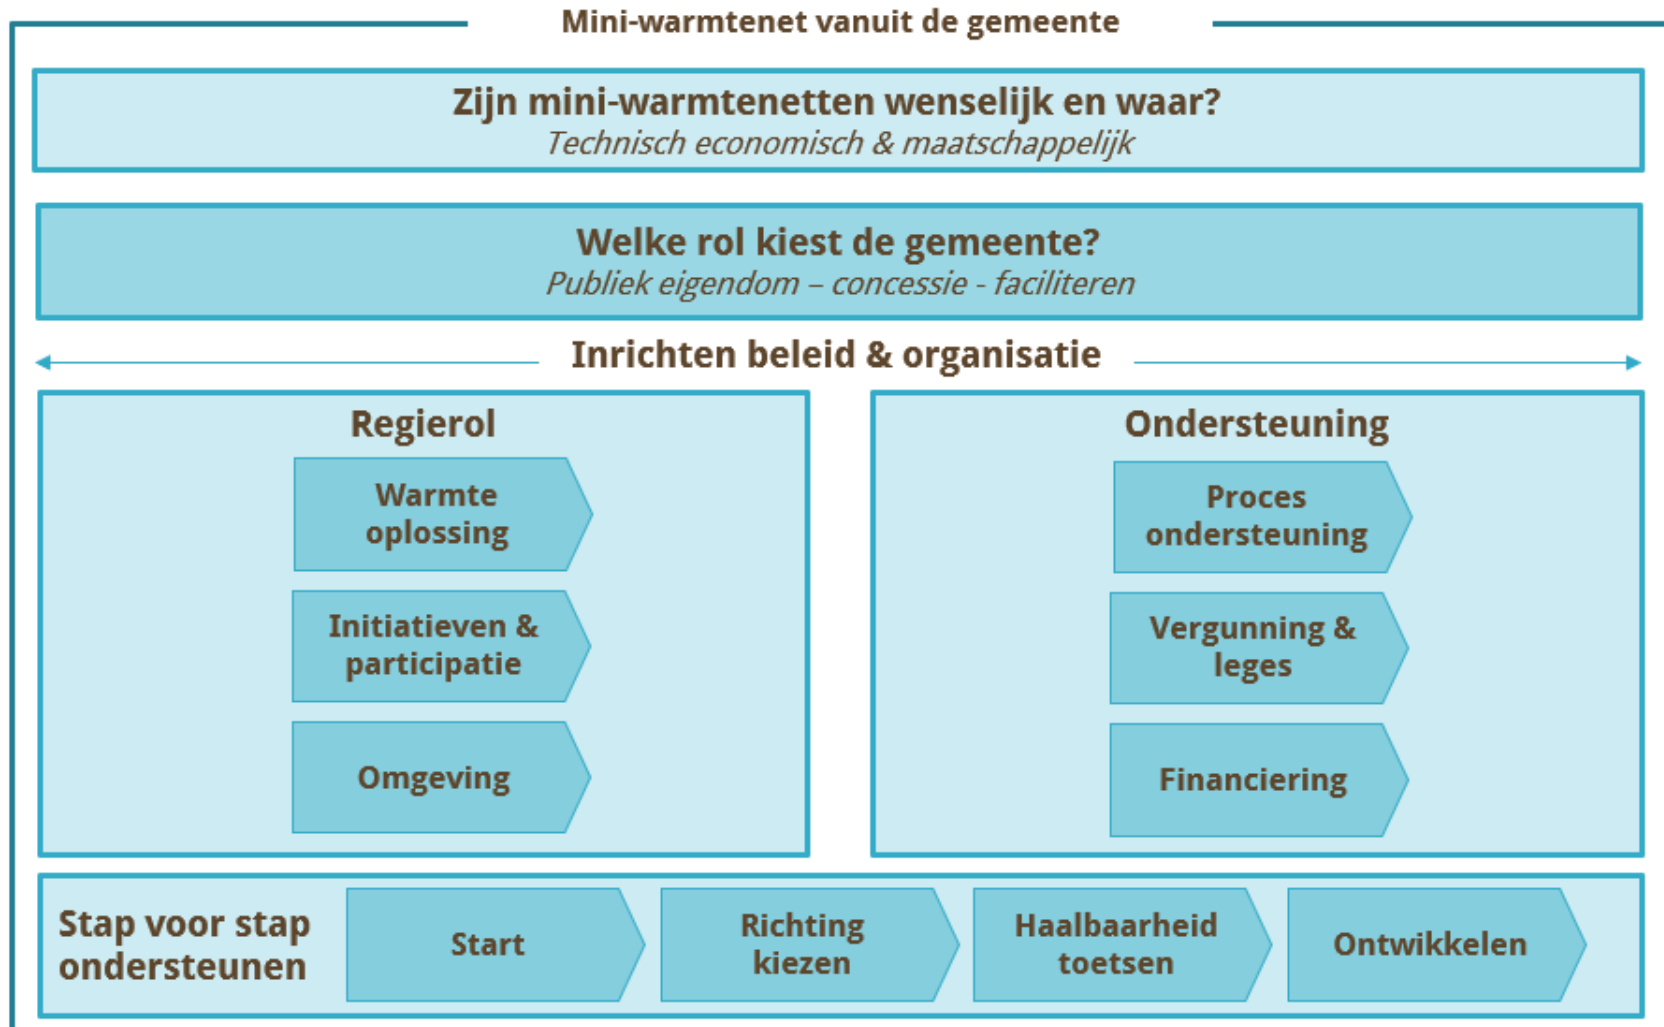 Mini-warmtenet vanuit de gemeente
Zijn mini-warmtenetten wenselijk en waar?
Technisch economisch & maatschappelijk
Welke rol kiest de gemeente?
Publiek eigendom – concessie - faciliteren
Inrichten beleid & organisatie
Regierol
Warmte
oplossing
Initiatieven &
participatie
Omgeving
Ondersteuning
Proces
ondersteuning
Vergunning &
leges
Financiering
Stap voor stap
ondersteunen
Start
Richting
kiezen
Haalbaarheid
toetsen
Ontwikkelen